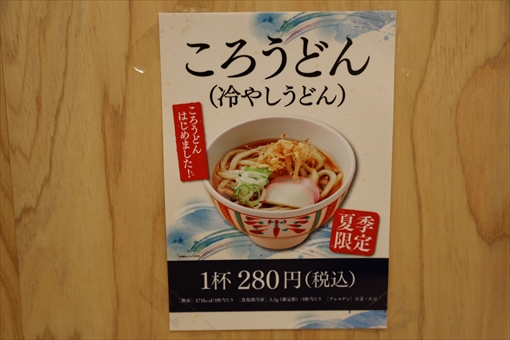 ころうどん
(冷やしうどん)
ころうどん
はじめました!!
夏季
限定
1杯 280円(税込)